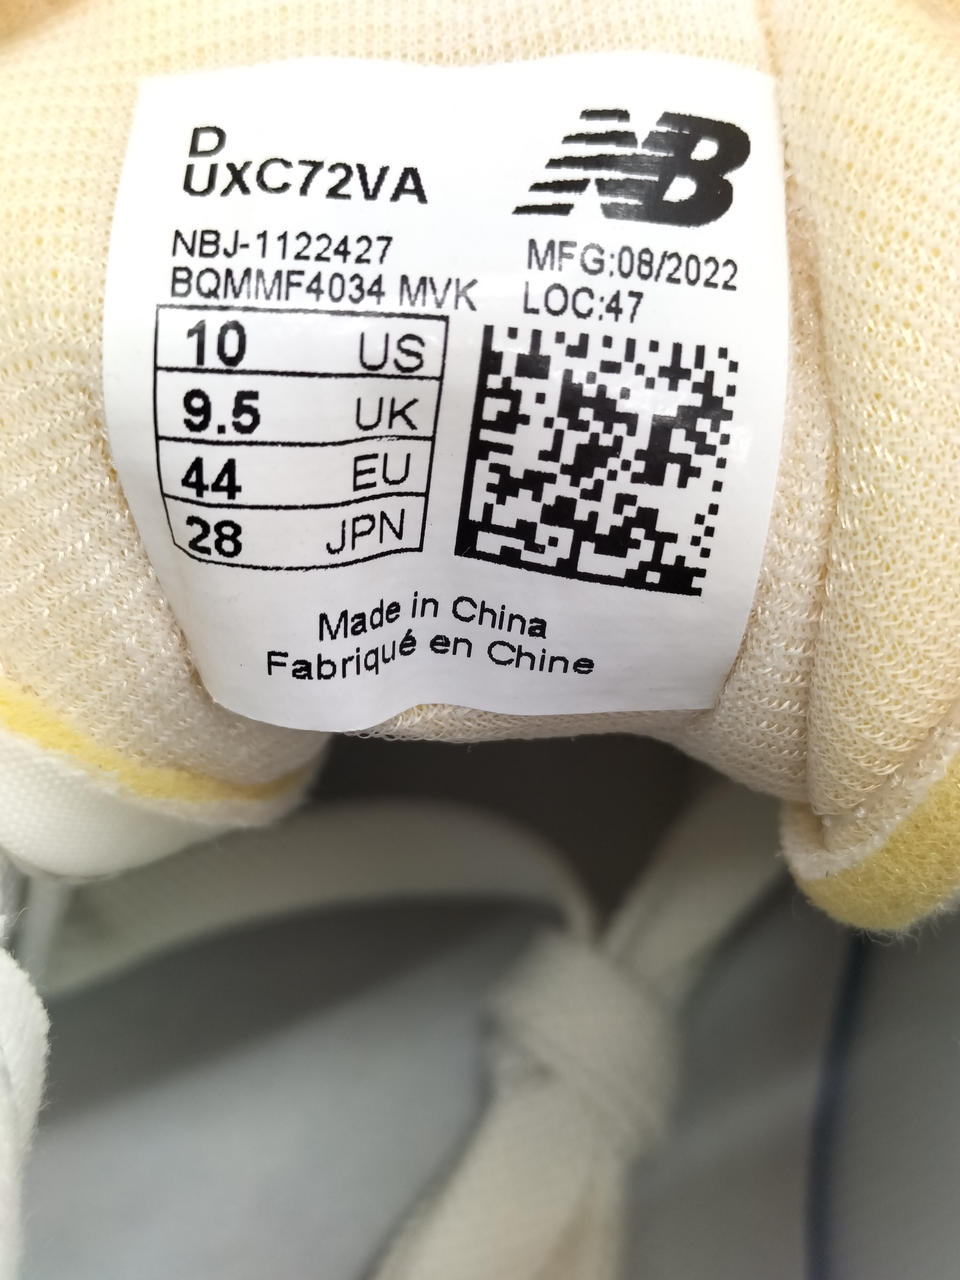 D
UXC72VA
NB
NBJ-1122427
BQMMF4034 MVK
MFG:08/2022
LOC:47
10 US
9.5 UK
44 EU
28 JPN
Made in China
Fabriqué en Chine